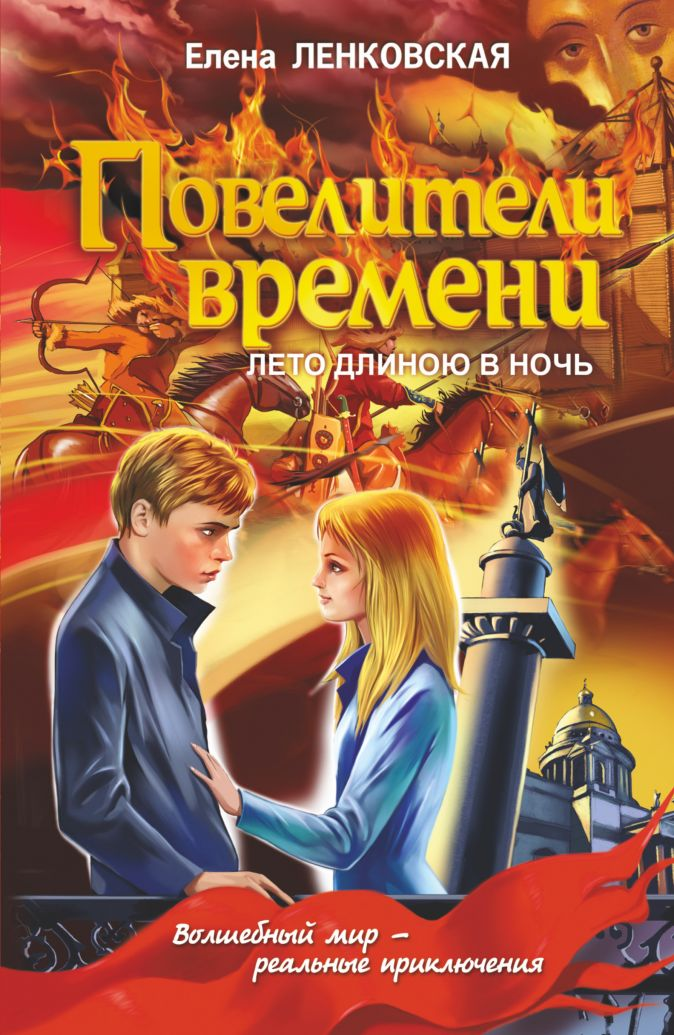 Елена ЛЕНКОВСКАЯ
Повелители
времени
ЛЕТО ДЛИНОЮ В НОЧЬ
Волшебный мир –
реальные приключения